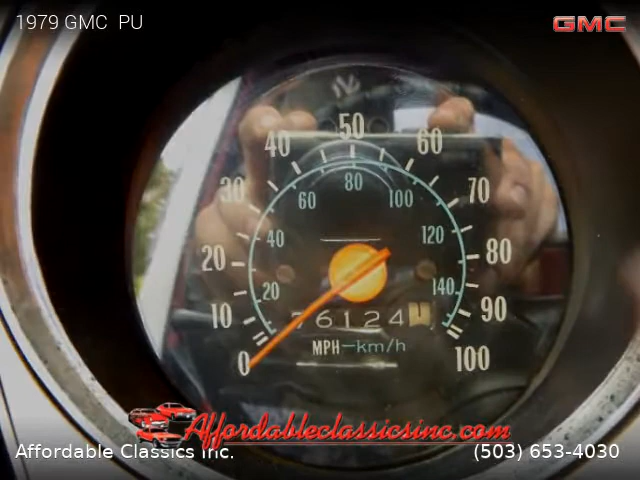 1979 GMC PU
GMC
50
40 60
80
30 60 100 70
40 120
20 80
20 140
10 90
76124
MPH-km/h
0 100
Affordableclassicsinc.com
Affordable Classics Inc. (503) 653-4030